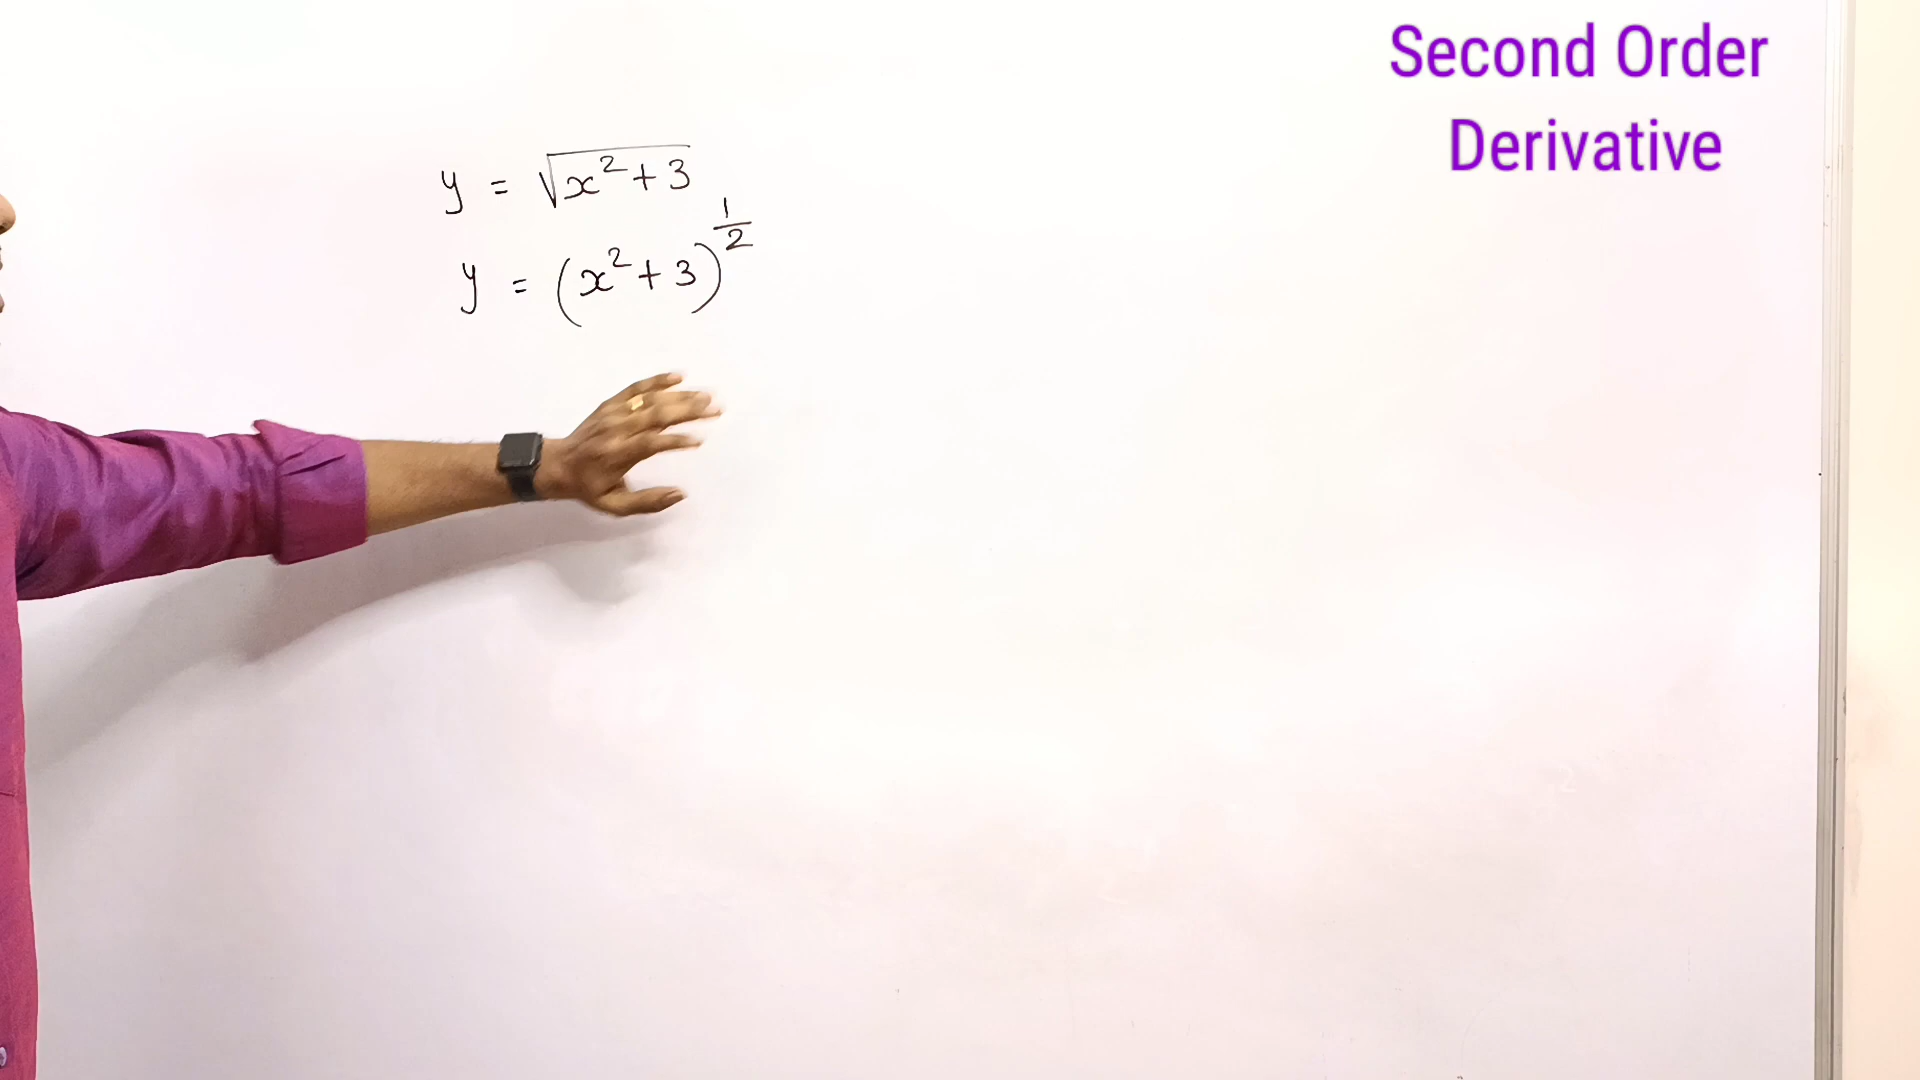 Second Order
Derivative
y = √x²+3
y = (x²+3)^1/2